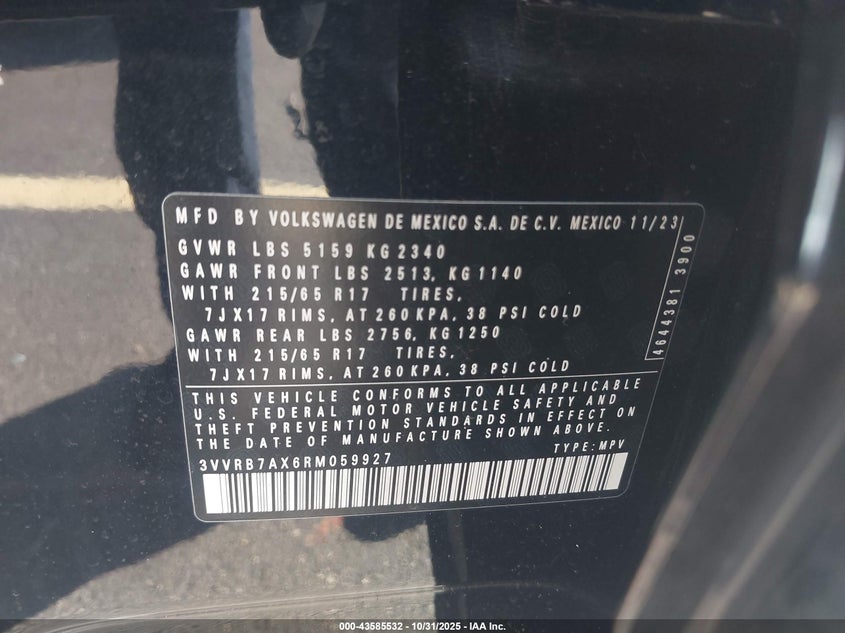 MFD BY VOLKSWAGEN DE MEXICO S.A. DE C.V. MEXICO 11/23
GVWR LBS 5159 KG 2340
GAWR FRONT LBS 2513, KG 1140
WITH 215/65 R17 TIRES,
7JX17 RIMS, AT 260 KPA, 38 PSI COLD
GAWR REAR LBS 2756, KG 1250
WITH 215/65 R17 TIRES,
7JX17 RIMS, AT 260 KPA, 38 PSI COLD
4644381 3900
THIS VEHICLE CONFORMS TO ALL APPLICABLE
U.S. FEDERAL MOTOR VEHICLE SAFETY AND
THEFT PREVENTION STANDARDS IN EFFECT ON
THE DATE OF MANUFACTURE SHOWN ABOVE.
3VVRB7AX6RM059927 TYPE: MPV
000-43585532 - 10/31/2025 - IAA Inc.